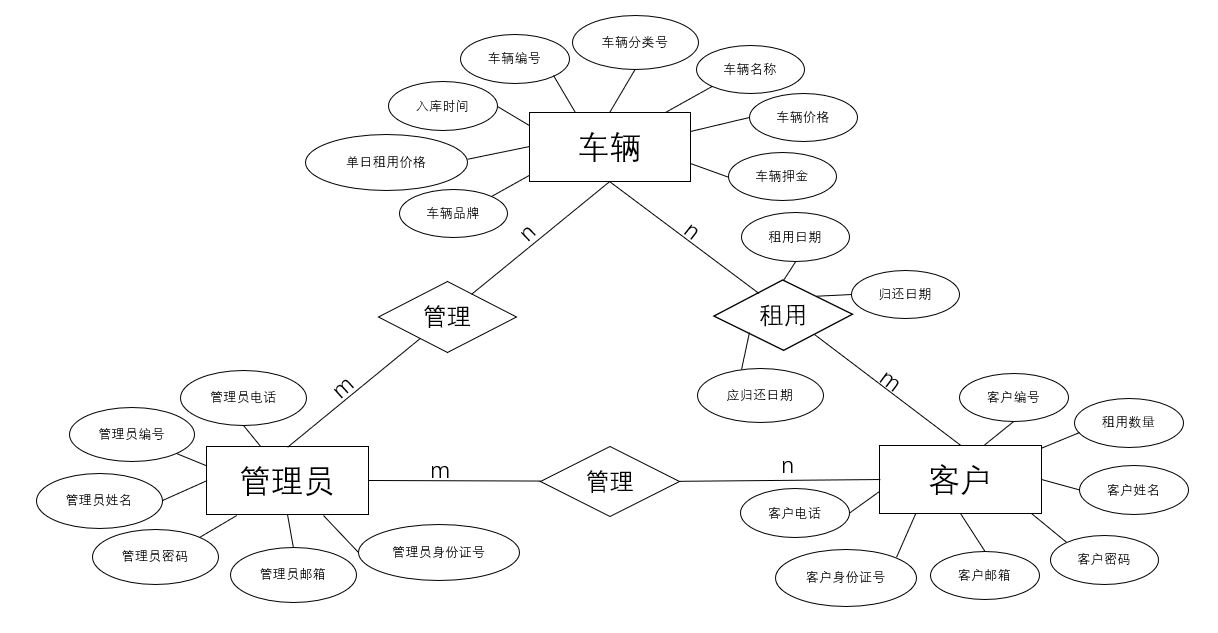 车辆分类号
车辆编号
车辆名称
入库时间
车辆价格
车辆
单日租用价格
车辆押金
车辆品牌
n
n
租用日期
归还日期
管理
租用
m
m
应归还日期
管理员电话
客户编号
管理员编号
租用数量
管理员
m
管理
n
客户
管理员姓名
客户姓名
客户电话
管理员密码
管理员身份证号
管理员邮箱
客户身份证号
客户邮箱
客户密码